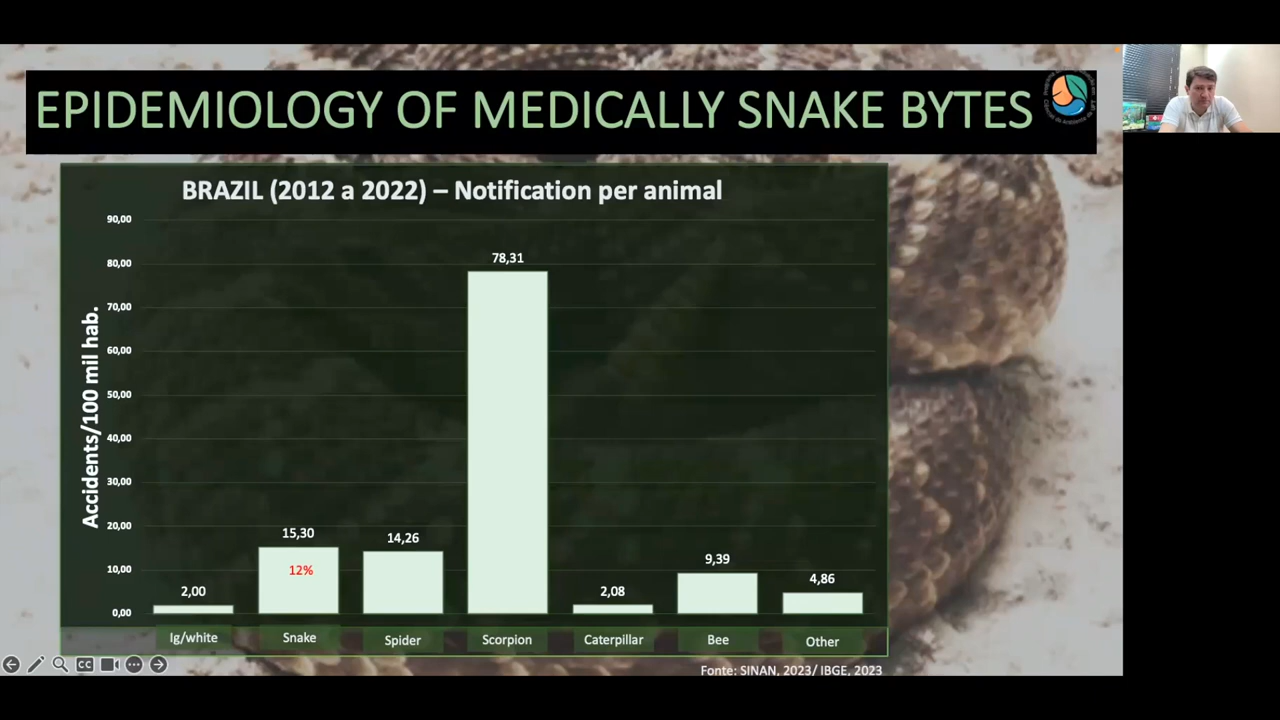 EPIDEMIOLOGY OF MEDICALLY SNAKE BYTES
BRAZIL (2012 a 2022) – Notification per animal
Accidents/100 mil hab.
90,00
80,00
70,00
60,00
50,00
40,00
30,00
20,00
10,00
0,00
2,00
15,30
12%
14,26
78,31
2,08
9,39
4,86
Ig/white
Snake
Spider
Scorpion
Caterpillar
Bee
Other
Fonte: SINAN, 2023/ IBGE, 2023
CC